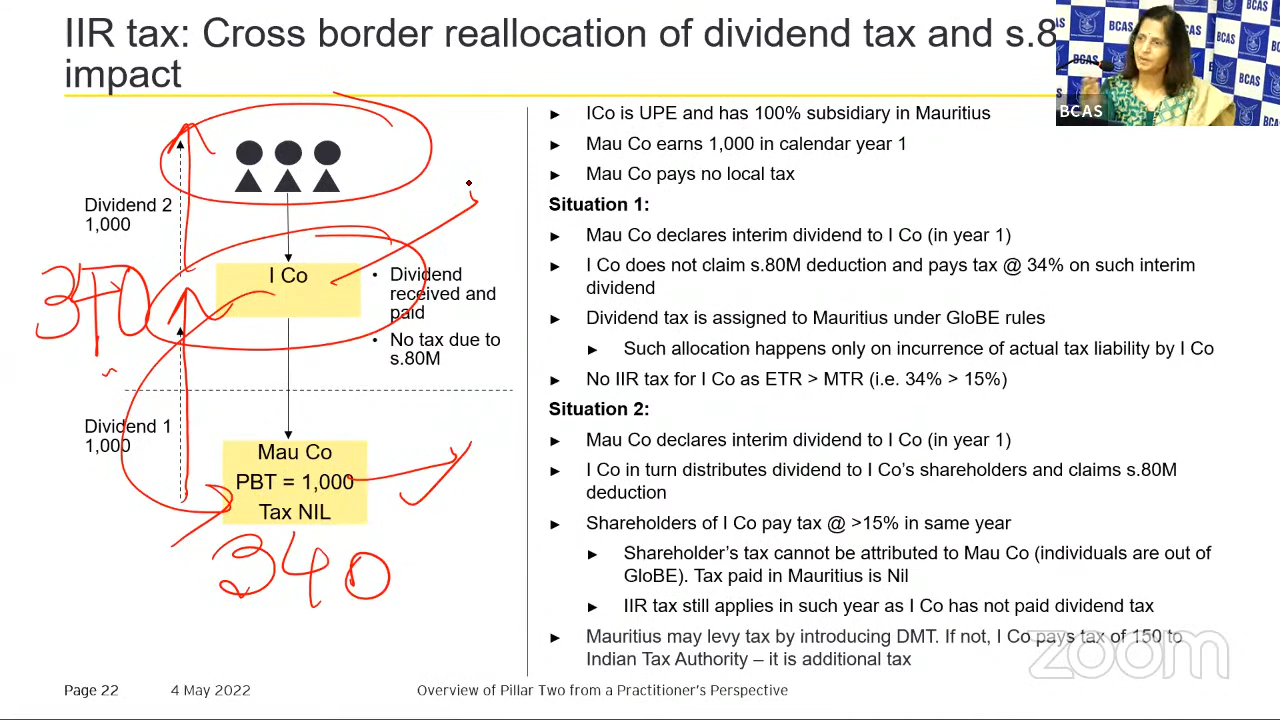 IIR tax: Cross border reallocation of dividend tax and s.8
impact
BCAS
BCAS
BCAS
BCAS
BCAS
BCAS
Dividend 2
1,000
I Co
• Dividend
received and
paid
• No tax due to
s.80M
340
Dividend 1
1,000
Mau Co
PBT = 1,000
Tax NIL
340
► ICo is UPE and has 100% subsidiary in Mauritius
► Mau Co earns 1,000 in calendar year 1
► Mau Co pays no local tax
Situation 1:
► Mau Co declares interim dividend to I Co (in year 1)
► I Co does not claim s.80M deduction and pays tax @ 34% on such interim
dividend
► Dividend tax is assigned to Mauritius under GloBE rules
► Such allocation happens only on incurrence of actual tax liability by I Co
► No IIR tax for I Co as ETR > MTR (i.e. 34% > 15%)
Situation 2:
► Mau Co declares interim dividend to I Co (in year 1)
► I Co in turn distributes dividend to I Co's shareholders and claims s.80M
deduction
► Shareholders of I Co pay tax @ >15% in same year
► Shareholder's tax cannot be attributed to Mau Co (individuals are out of
GloBE). Tax paid in Mauritius is Nil
► IIR tax still applies in such year as I Co has not paid dividend tax
► Mauritius may levy tax by introducing DMT. If not, I Co pays tax of 150 to
Indian Tax Authority – it is additional tax
zoom
Page 22
4 May 2022
Overview of Pillar Two from a Practitioner's Perspective